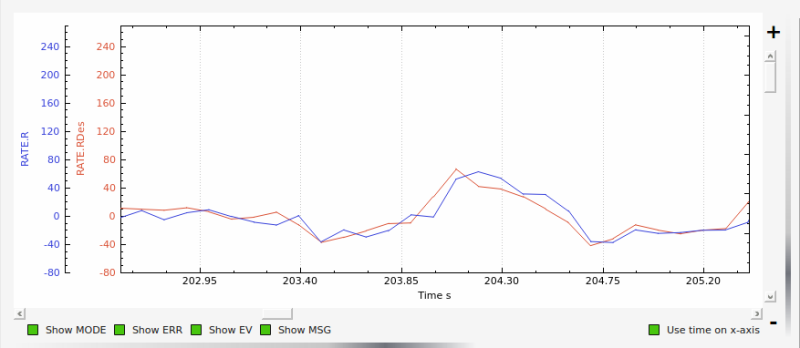 +
240 240
200 200
160 160
120 120
80 80
40 40
0 0
-40 -40
-80 -80
RATE.R
RATE.RDes
202.95 203.40 203.85 204.30 204.75 205.20
Time s
-
Show MODE Show ERR Show EV Show MSG Use time on x-axis